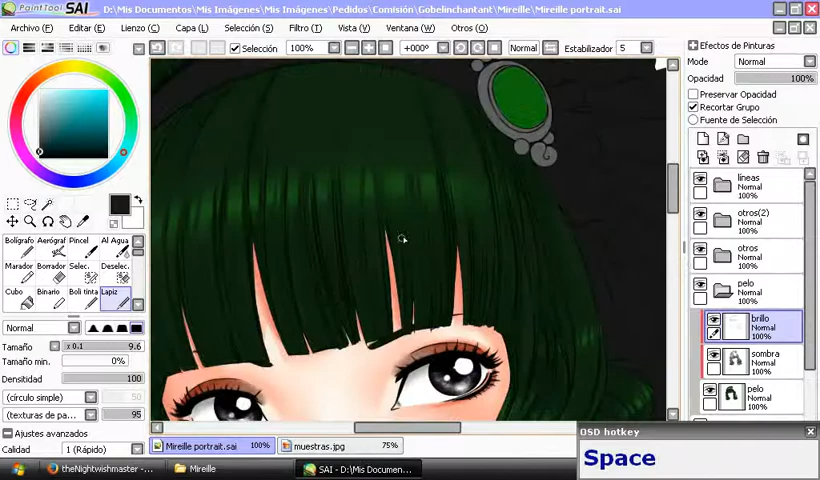 PaintTool SAI D:\Mis Documentos\Mis Imágenes\Mis Imágenes\Pedidos\Comisión\Gobelinchantant\Mireille\Mireille portrait.sai
Archivo (F) Editar (E) Lienzo (C) Capa (L) Selección (S) Filtro (T) Vista (V) Ventana (W) Otros (O)
Selección 100% +000° Normal Estabilizador 5
Efectos de Pinturas
Mode Normal
Opacidad 100%
Preservar Opacidad
Recortar Grupo
Fuente de Selección
líneas
Normal
100%
otros(2)
Normal
100%
otros
Normal
100%
pelo
Normal
100%
brillo
Normal
100%
sombra
Normal
100%
pelo
Normal
100%
Bolígrafo Aerógraf Pincel Al Agua
Marador Borrador Selec. Deselec.
Cubo Binario Boli tinta Lapiz
Normal
Tamaño x 0.1 9.6
Tamaño min. 0%
Densitidad 100
(círculo simple) 50
(texturas de pa... 95
Ajustes avanzados
Calidad 1 (Rápido)
Mireille portrait.sai 100% muestras.jpg 75%
OSD hotkey
Space
theNightwishmaster -... Mireille SAI - D:\Mis Documen...